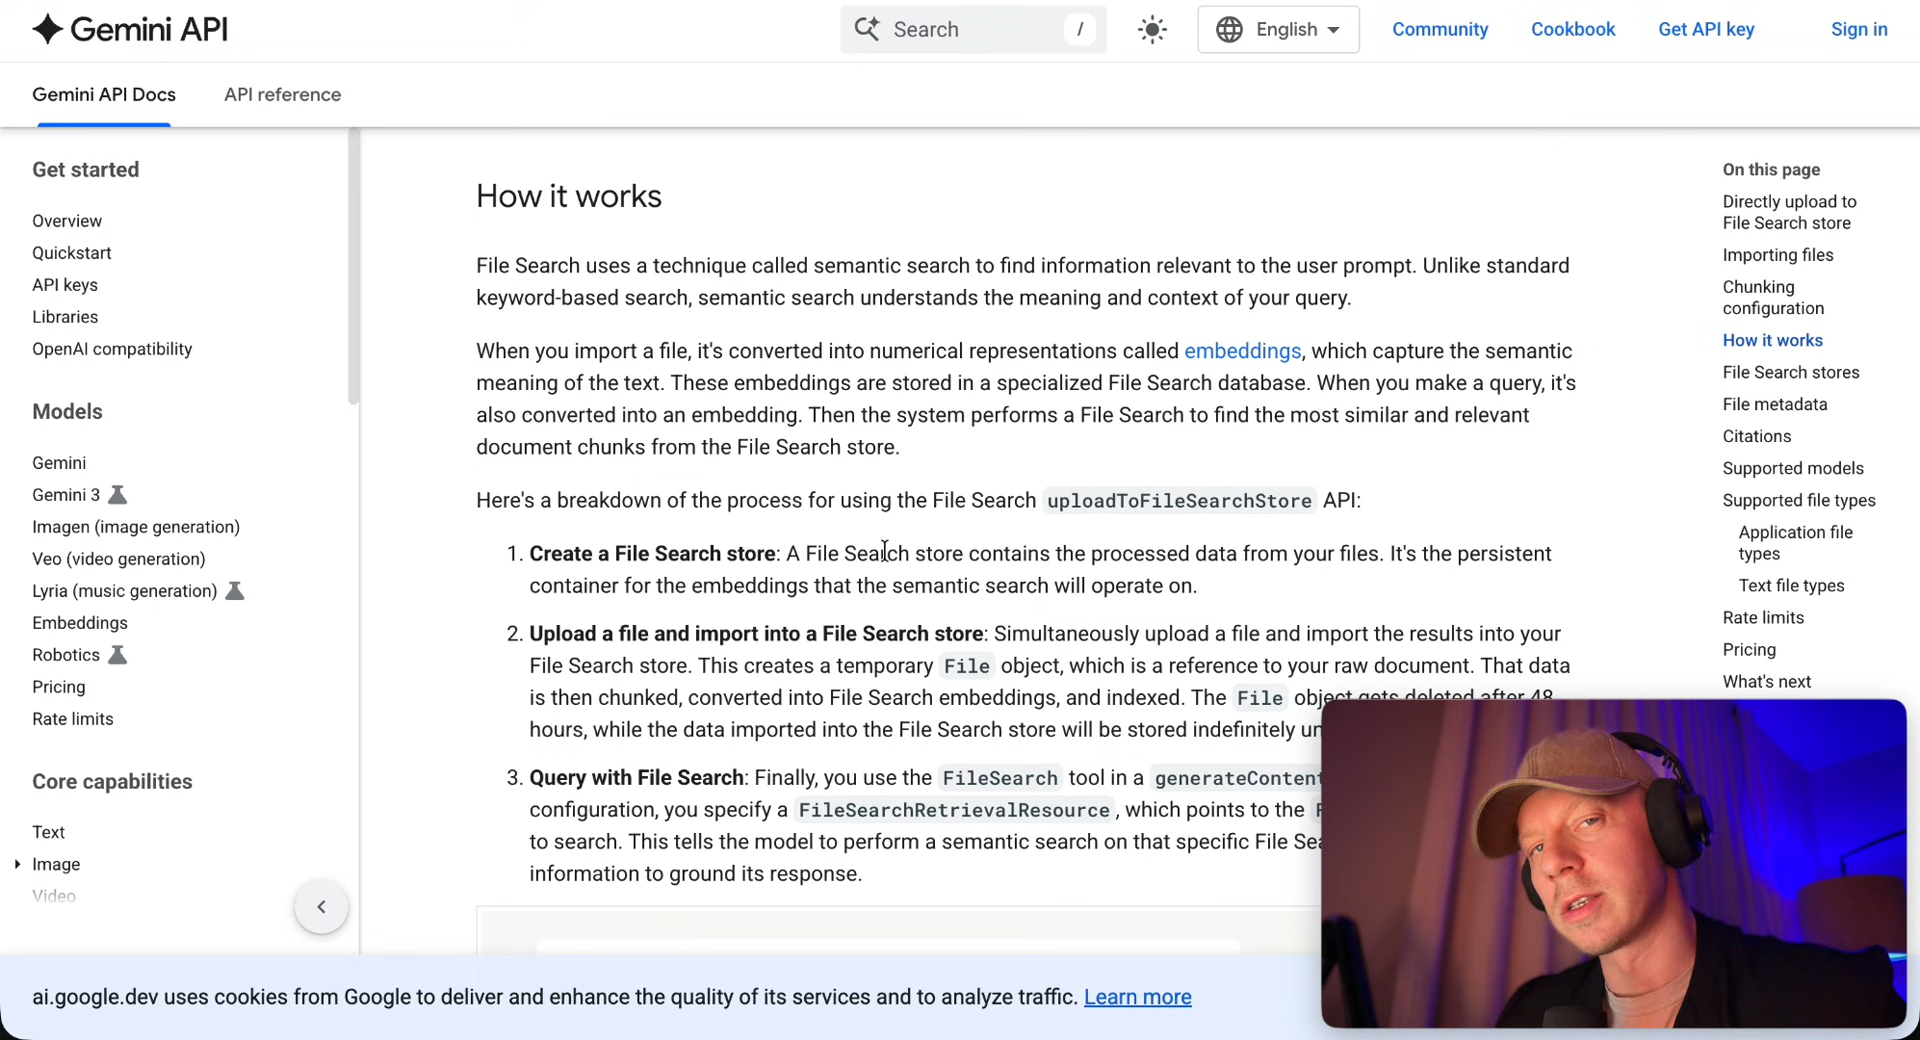 Gemini API
Search /
English
Community
Cookbook
Get API key
Sign in
Gemini API Docs
API reference
Get started
Overview
Quickstart
API keys
Libraries
OpenAI compatibility
Models
Gemini
Gemini 3
Imagen (image generation)
Veo (video generation)
Lyria (music generation)
Embeddings
Robotics
Pricing
Rate limits
Core capabilities
Text
Image
Video
How it works
File Search uses a technique called semantic search to find information relevant to the user prompt. Unlike standard
keyword-based search, semantic search understands the meaning and context of your query.
When you import a file, it's converted into numerical representations called embeddings, which capture the semantic
meaning of the text. These embeddings are stored in a specialized File Search database. When you make a query, it's
also converted into an embedding. Then the system performs a File Search to find the most similar and relevant
document chunks from the File Search store.
Here's a breakdown of the process for using the File Search uploadToFileSearchStore API:
1. Create a File Search store: A File Search store contains the processed data from your files. It's the persistent
container for the embeddings that the semantic search will operate on.
2. Upload a file and import into a File Search store: Simultaneously upload a file and import the results into your
File Search store. This creates a temporary File object, which is a reference to your raw document. That data
is then chunked, converted into File Search embeddings, and indexed. The File object gets deleted after 48
hours, while the data imported into the File Search store will be stored indefinitely
3. Query with File Search: Finally, you use the FileSearch tool in a generateContent
configuration, you specify a FileSearchRetrievalResource, which points to the
to search. This tells the model to perform a semantic search on that specific File
information to ground its response.
On this page
Directly upload to
File Search store
Importing files
Chunking
configuration
How it works
File Search stores
File metadata
Citations
Supported models
Supported file types
Application file
types
Text file types
Rate limits
Pricing
What's next
ai.google.dev uses cookies from Google to deliver and enhance the quality of its services and to analyze traffic. Learn more